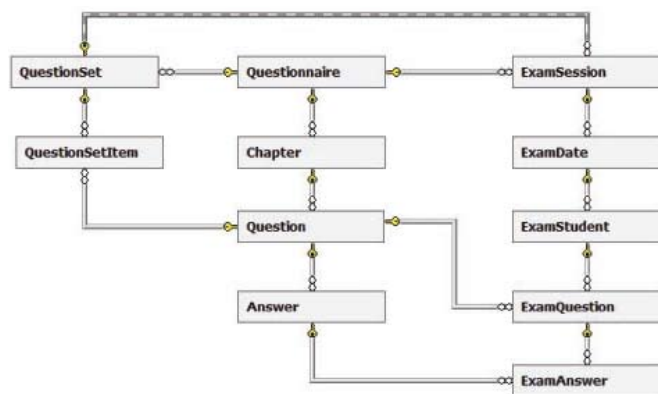 QuestionSet
Questionnaire
ExamSession
QuestionSetItem
Chapter
ExamDate
Question
ExamStudent
Answer
ExamQuestion
ExamAnswer